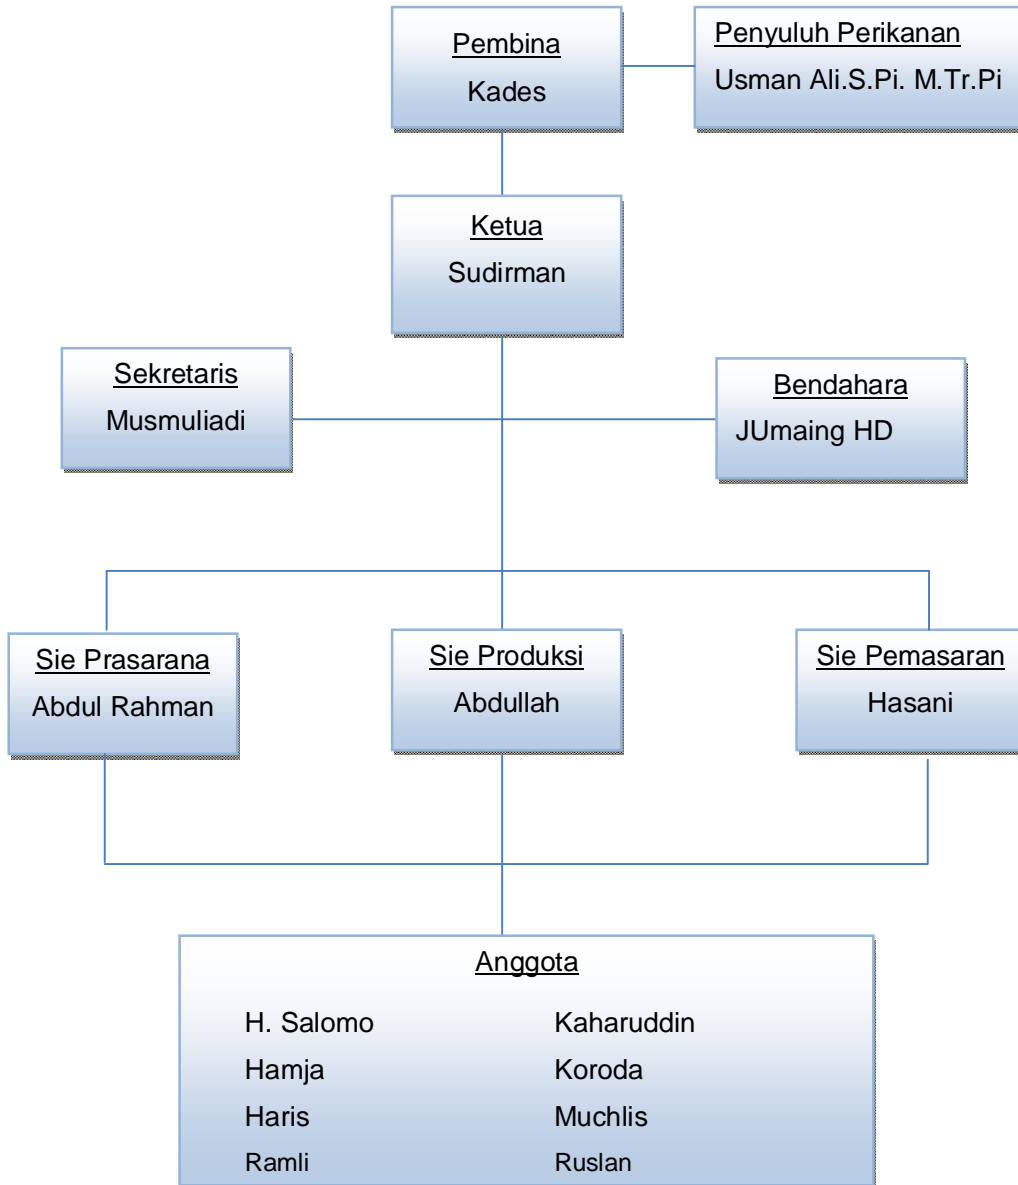 Pembina
Kades
Penyuluh Perikanan
Usman Ali.S.Pi. M.Tr.Pi
Ketua
Sudirman
Sekretaris
Musmuliadi
Bendahara
JUmaing HD
Sie Prasarana
Abdul Rahman
Sie Produksi
Abdullah
Sie Pemasaran
Hasani
Anggota
H. Salomo Kaharuddin
Hamja Koroda
Haris Muchlis
Ramli Ruslan